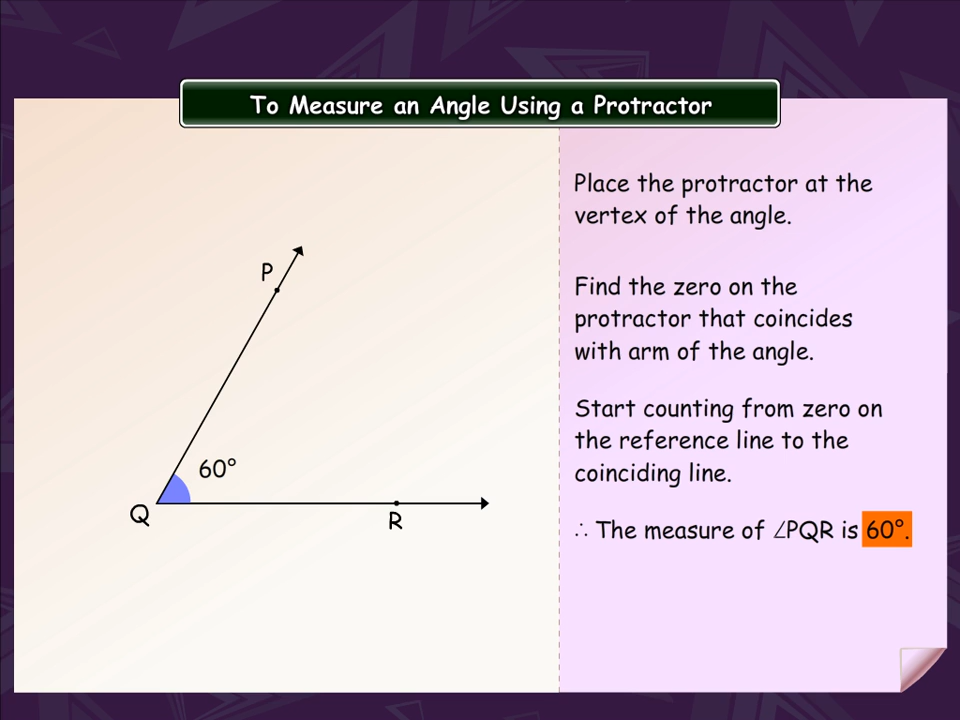 To Measure an Angle Using a Protractor
P
60°
Q
R
Place the protractor at the
vertex of the angle.
Find the zero on the
protractor that coincides
with arm of the angle.
Start counting from zero on
the reference line to the
coinciding line.
∴ The measure of ∠PQR is 60°.